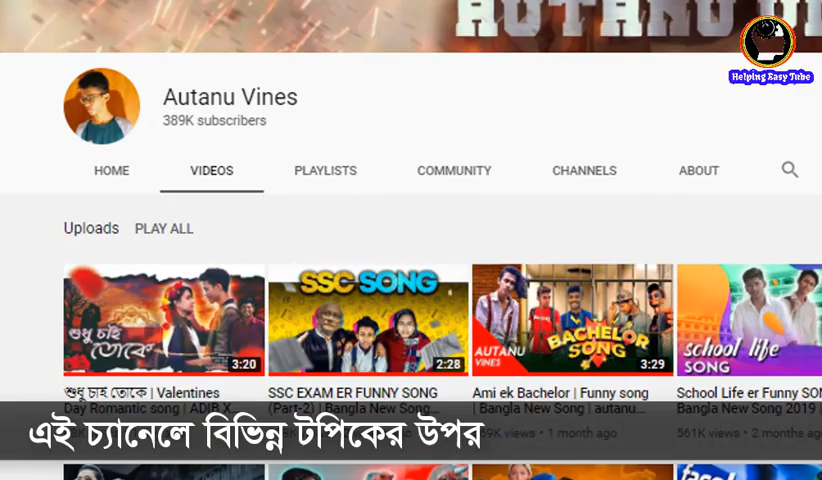 AUTANU
Helping Easy Tube
Autanu Vines
389K subscribers
HOME VIDEOS PLAYLISTS COMMUNITY CHANNELS ABOUT
Uploads PLAY ALL
শুধু চাই
তোকে
3:20
SSC SONG
2:28
AUTANU
VINES
BACHELOR
SONG
3:29
school life
SONG
শুধু চাই তোকে | Valentines
Day Romantic song | ADIB X
SSC EXAM ER FUNNY SONG
(Part-2) | Bangla New Song
Ami ek Bachelor | Funny song
| Bangla New Song | autanu
School Life er Funny SON
Bangla New Song 2019 |
69K views • 1 month ago
561K views • 2 months ago
এই চ্যানেলে বিভিন্ন টপিকের উপর